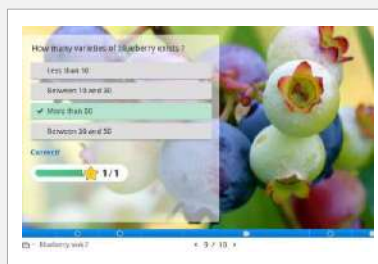 How many varieties of blueberry exists ?
Less than 10
Between 10 and 30
More than 50
Between 30 and 50
Correct!
1/1
Blueberry
9 / 10